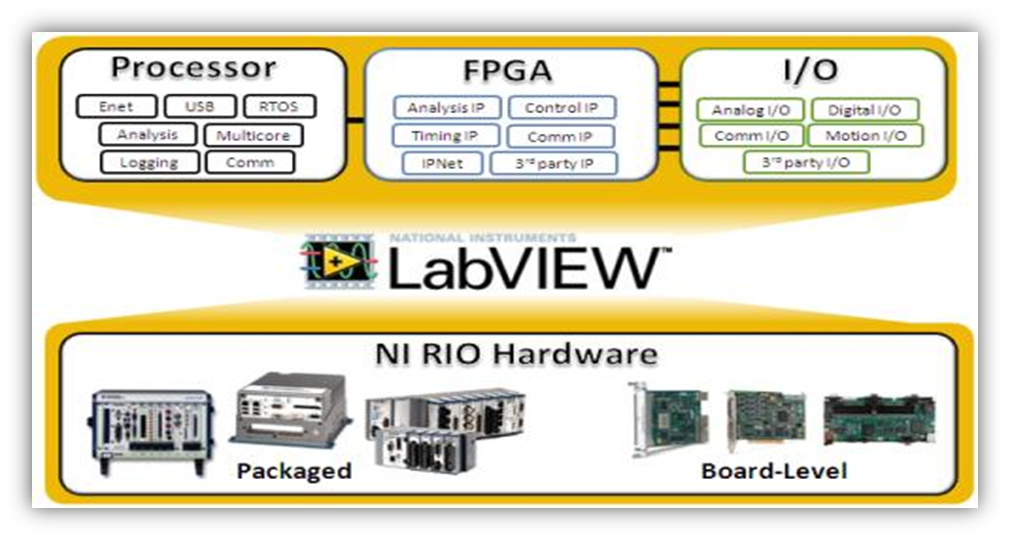 Processor
Enet USB RTOS
Analysis Multicore
Logging Comm
FPGA
Analysis IP Control IP
Timing IP Comm IP
IPNet 3rd party IP
I/O
Analog I/O Digital I/O
Comm I/O Motion I/O
3rd party I/O
NATIONAL INSTRUMENTS
LabVIEW™
NI RIO Hardware
Packaged
Board-Level